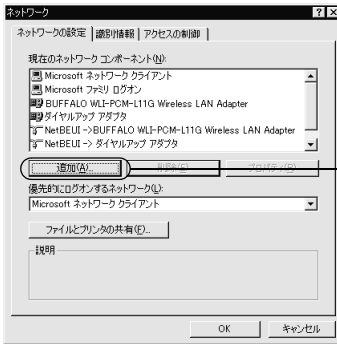 ネットワーク
ネットワークの設定 識別情報 アクセスの制御
現在のネットワーク コンポーネント(N):
Microsoft ネットワーク クライアント
Microsoft ファミリ ログオン
BUFFALO WLI-PCM-L11G Wireless LAN Adapter
ダイヤルアップ アダプタ
NetBEUI ->BUFFALO WLI-PCM-L11G Wireless LAN Adapter
NetBEUI -> ダイヤルアップ アダプタ
追加(A)... 削除(E) プロパティ(R)
優先的にログオンするネットワーク(L):
Microsoft ネットワーク クライアント
ファイルとプリンタの共有(F)...
説明
OK キャンセル